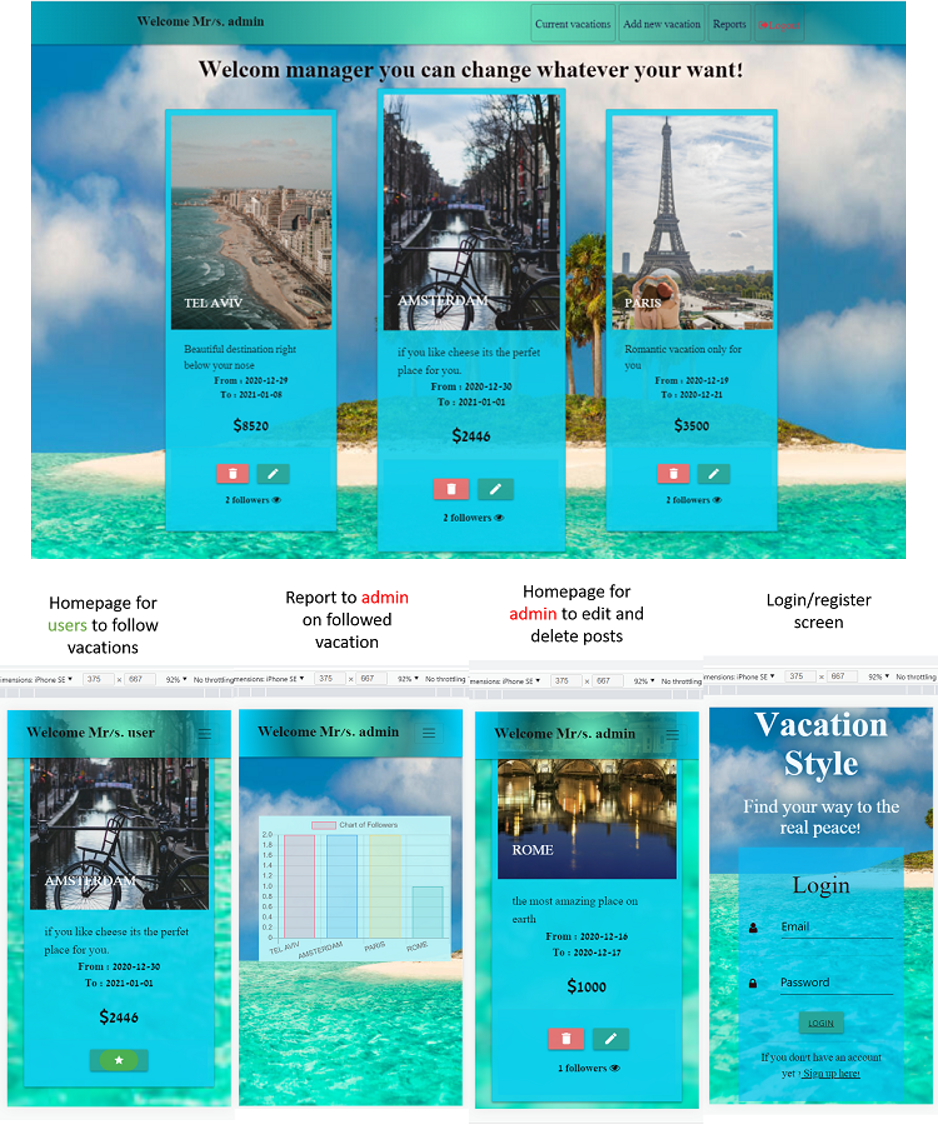 Welcome Mr/s. admin
Current vacations
Add new vacation
Reports
Logout
Welcom manager you can change whatever your want!
TEL AVIV
Beautiful destination right
below your nose
From : 2020-12-29
To : 2021-01-08
$8520
2 followers
AMSTERDAM
if you like cheese its the perfet
place for you.
From : 2020-12-30
To : 2021-01-01
$2446
2 followers
PARIS
Romantic vacation only for
you
From : 2020-12-19
To : 2020-12-21
$3500
2 followers
Homepage for
users to follow
vacations
Report to admin
on followed
vacation
Homepage for
admin to edit and
delete posts
Login/register
screen
imensions: iPhone SE ▼ 375 × 667 92% ▼ No throttling
mensions: iPhone SE ▼ 375 × 667 92% ▼ No throttling
mensions: iPhone SE ▼ 375 × 667 92% ▼ No throttling
mensions: iPhone SE ▼ 375 × 667 92% ▼ No throttling
Welcome Mr/s. user
AMSTERDAM
if you like cheese its the perfet
place for you.
From : 2020-12-30
To : 2021-01-01
$2446
Welcome Mr/s. admin
Chart of Followers
2.0
1.8
1.6
1.4
1.2
1.0
0.8
0.6
0.4
0.2
0
TEL AVIV
AMSTERDAM
PARIS
ROME
Welcome Mr/s. admin
ROME
the most amazing place on
earth
From : 2020-12-16
To : 2020-12-17
$1000
1 followers
Vacation
Style
Find your way to the
real peace!
Login
Email
Password
LOGIN
If you don't have an account
yet ? Sign up here!